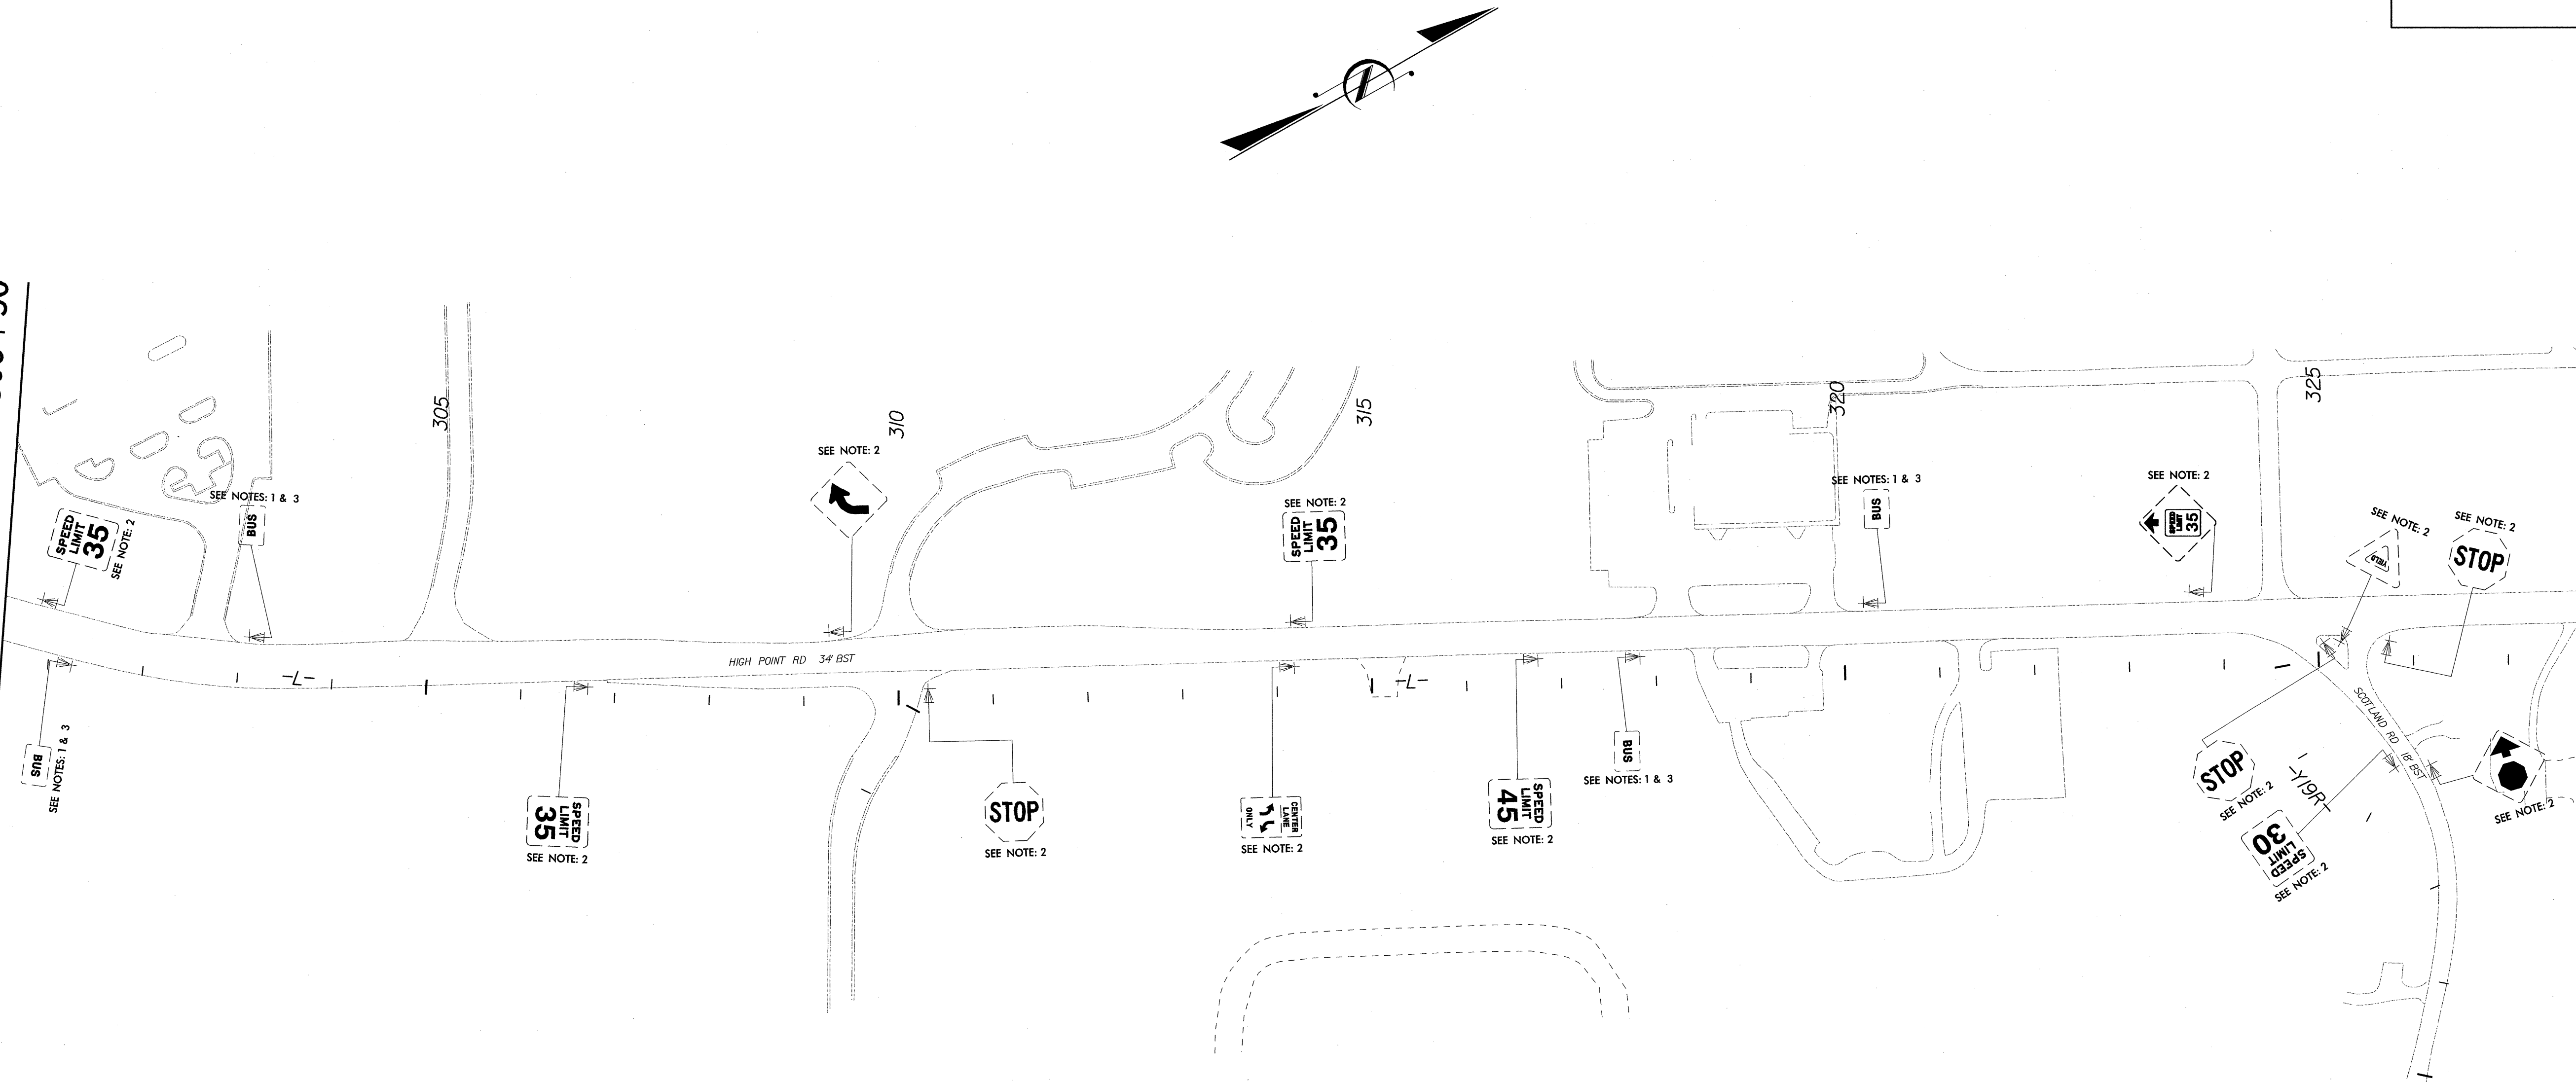 305
310
315
320
325
SPEED
LIMIT
35
SEE NOTE: 2
SEE NOTES: 1 & 3
BUS
SEE NOTE: 2
SEE NOTE: 2
SPEED
LIMIT
35
SEE NOTES: 1 & 3
BUS
SEE NOTE: 2
SPEED
LIMIT
35
SEE NOTE: 2
YIELD
SEE NOTE: 2
STOP
HIGH POINT RD 34' BST
-L-
-L-
BUS
SEE NOTES: 1 & 3
SPEED
LIMIT
35
SEE NOTE: 2
STOP
SEE NOTE: 2
CENTER
LANE
ONLY
SEE NOTE: 2
SPEED
LIMIT
45
SEE NOTE: 2
BUS
SEE NOTES: 1 & 3
SCOTLAND RD 18' BST
STOP
SEE NOTE: 2
-Y19R-
SPEED
LIMIT
30
SEE NOTE: 2
SEE NOTE: 2